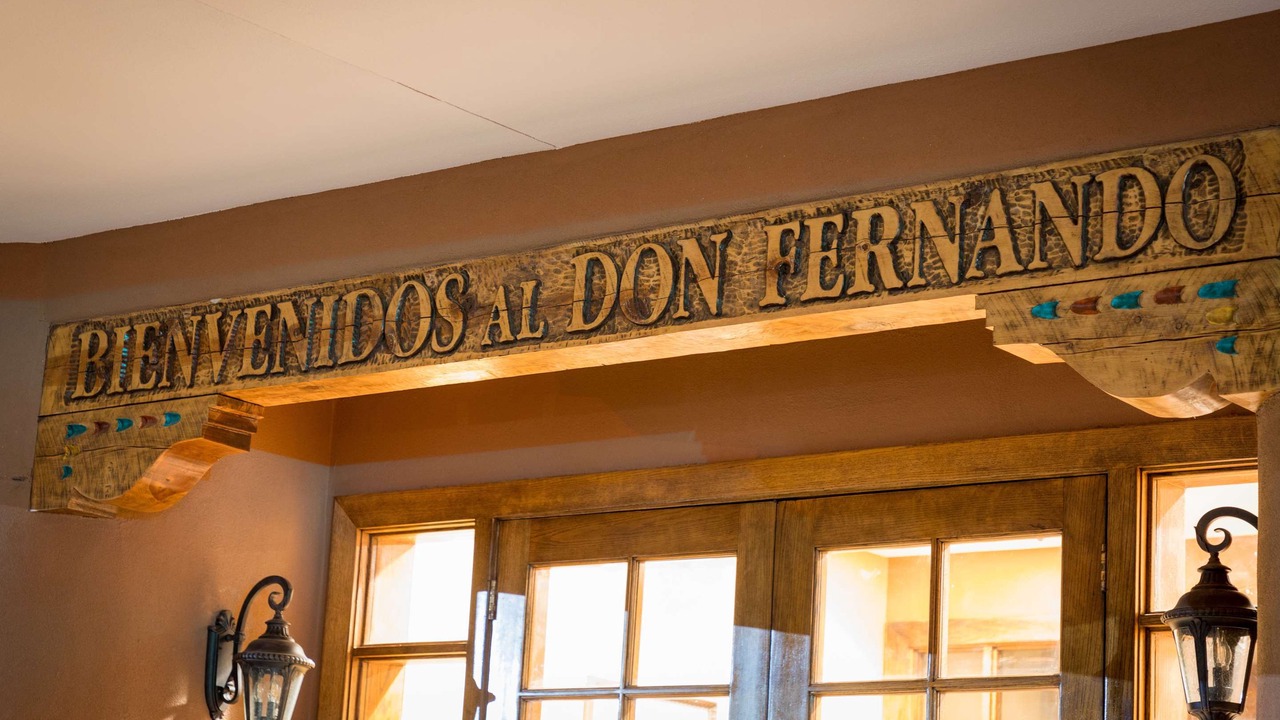 BIENVENIDOS AL DON FERNANDO